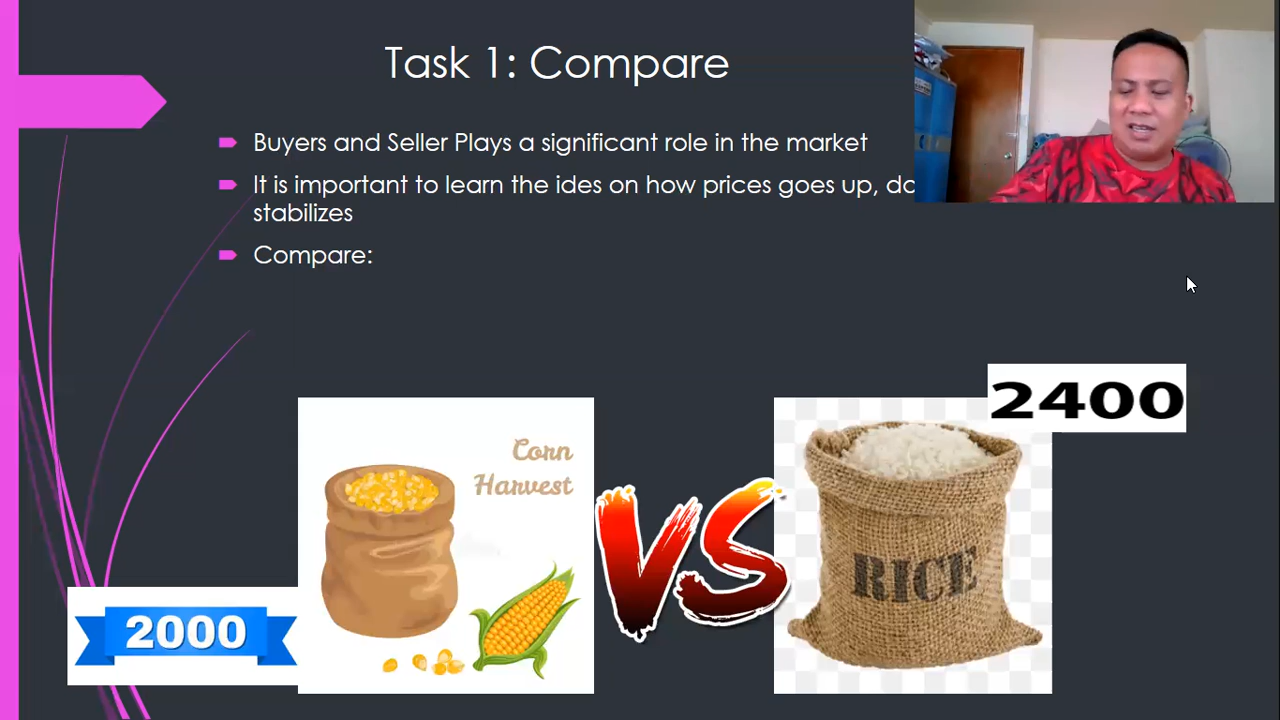 Task 1: Compare
Buyers and Seller Plays a significant role in the market
It is important to learn the ides on how prices goes up,
stabilizes
Compare:
2400
Corn
Harvest
VS
RICE
2000